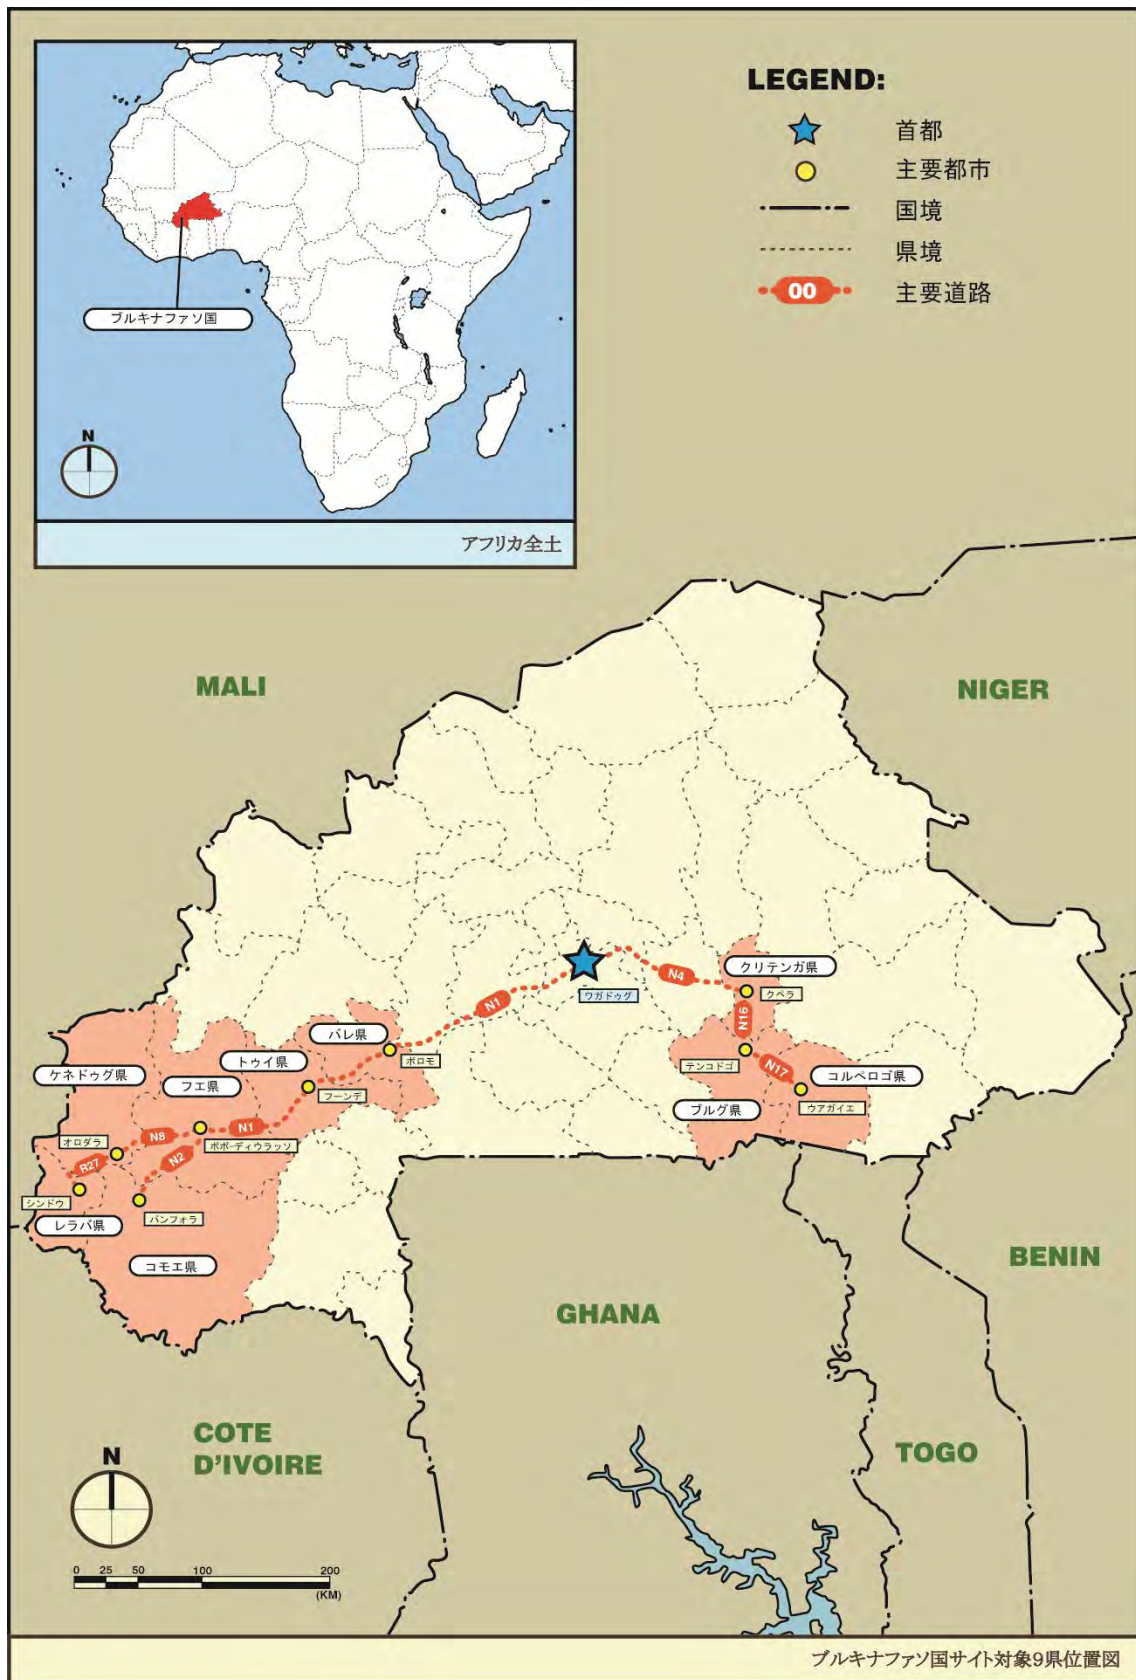 ブルキナファソ国
N
アフリカ全土
LEGEND:
首都
主要都市
国境
県境
00 主要道路
MALI
NIGER
クリテンガ県
N4
クペラ
ワガドゥグ
N1
N16
バレ県
ボロモ
トゥイ県
テンコドゴ
N17
コルペロゴ県
ケネドゥグ県
フエ県
フーンデ
ブルグ県
ウアガイエ
オロダラ
N8
N1
ボボーディウラッソ
R27
N2
シンドウ
バンフォラ
レラバ県
コモエ県
BENIN
GHANA
COTE
D'IVOIRE
TOGO
N
0 25 50 100 200
(KM)
ブルキナファソ国サイト対象9県位置図